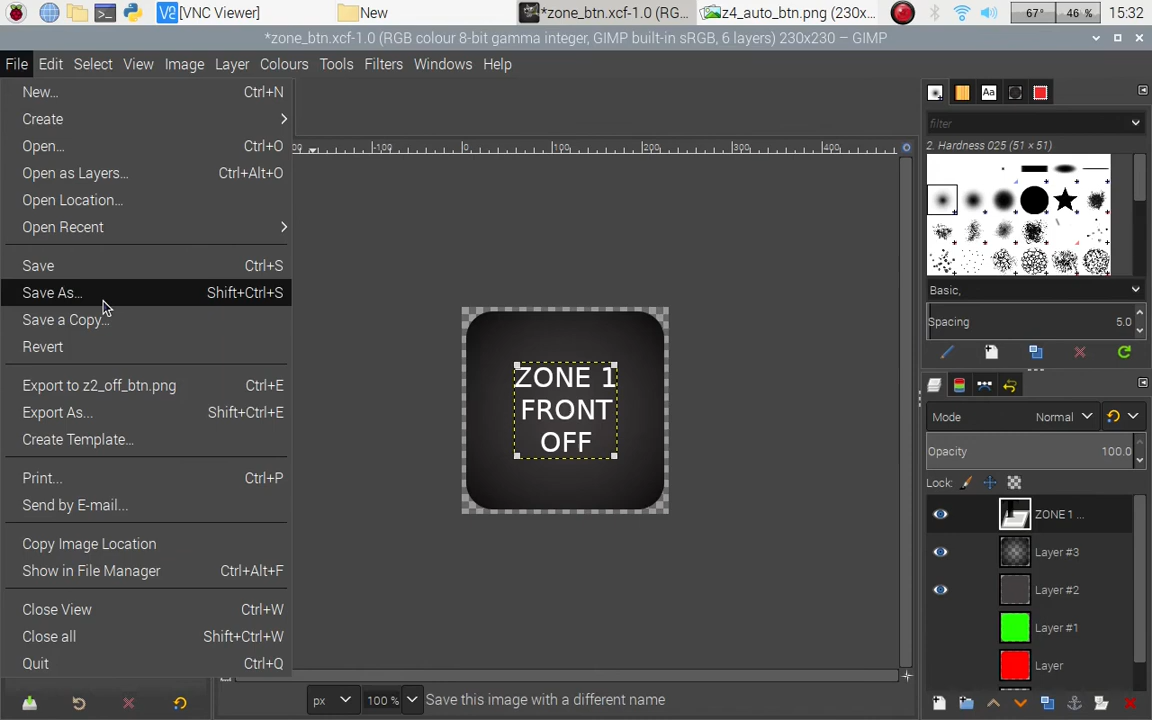 [VNC Viewer]
New
*zone_btn.xcf-1.0 (RG...
z4_auto_btn.png (230x...
67°
46 %
15:32
*zone_btn.xcf-1.0 (RGB colour 8-bit gamma integer, GIMP built-in sRGB, 6 layers) 230x230 – GIMP
File Edit Select View Image Layer Colours Tools Filters Windows Help
New... Ctrl+N
Create
Open... Ctrl+O
Open as Layers... Ctrl+Alt+O
Open Location...
Open Recent
Save Ctrl+S
Save As... Shift+Ctrl+S
Save a Copy...
Revert
Export to z2_off_btn.png Ctrl+E
Export As... Shift+Ctrl+E
Create Template...
Print... Ctrl+P
Send by E-mail...
Copy Image Location
Show in File Manager Ctrl+Alt+F
Close View Ctrl+W
Close all Shift+Ctrl+W
Quit Ctrl+Q
-100 0 100 200 300 400
ZONE 1
FRONT
OFF
px
100 %
Save this image with a different name
Aa
filter
2. Hardness 025 (51 × 51)
Basic,
Spacing 5.0
Mode Normal
Opacity 100.0
Lock:
ZONE 1 ...
Layer #3
Layer #2
Layer #1
Layer